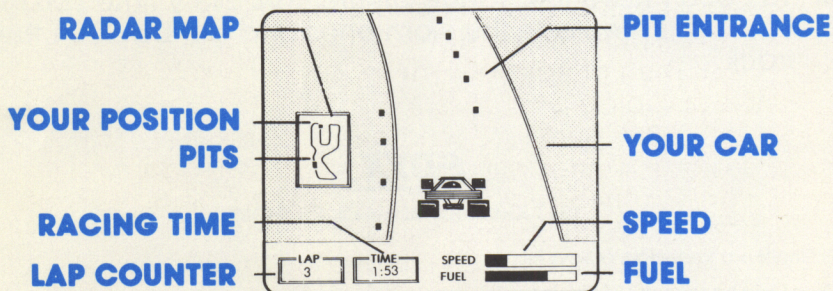 RADAR MAP
PIT ENTRANCE
YOUR POSITION
PITS
YOUR CAR
RACING TIME
SPEED
LAP COUNTER
LAP
3
TIME
1:53
SPEED
FUEL
FUEL